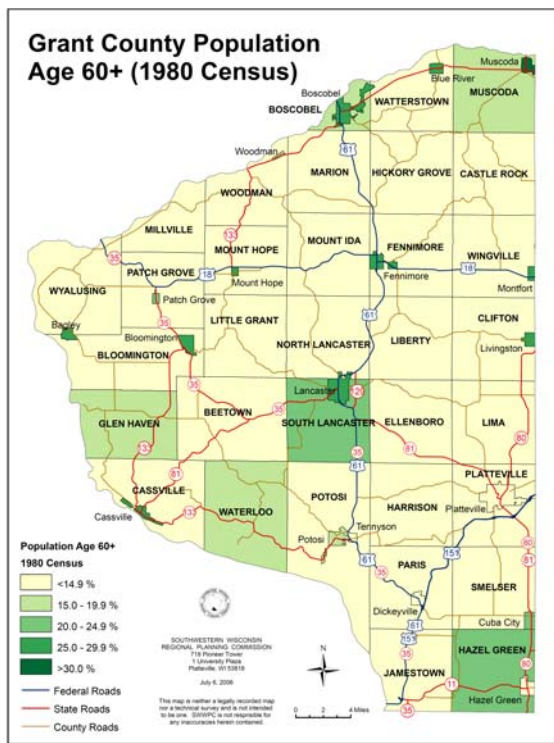 Grant County Population
Age 60+ (1980 Census)
Muscoda
Blue River
Boscobel
BOSCOBEL
WATTERSTOWN
MUSCODA
61
Woodman
MARION
HICKORY GROVE
CASTLE ROCK
WOODMAN
133
MILLVILLE
MOUNT HOPE
MOUNT IDA
FENNIMORE
WINGVILLE
35
PATCH GROVE
18
Mount Hope
Fennimore
18
Montfort
WYALUSING
Patch Grove
LITTLE GRANT
61
CLIFTON
Bagley
35
Bloomington
NORTH LANCASTER
LIBERTY
Livingston
BLOOMINGTON
35
Lancaster
129
BEETOWN
35
80
GLEN HAVEN
SOUTH LANCASTER
ELLENBORO
LIMA
133
81
35
81
61
PLATTEVILLE
CASSVILLE
POTOSI
HARRISON
Platteville
Cassville
133
WATERLOO
Tennyson
Potosi
151
80
61
PARIS
81
35
SMELSER
Dickeyville
61
Cuba City
151
HAZEL GREEN
35
80
JAMESTOWN
11
Hazel Green
35
Population Age 60+
1980 Census
<14.9 %
15.0 - 19.9 %
20.0 - 24.9 %
25.0 - 29.9 %
>30.0 %
Federal Roads
State Roads
County Roads
SOUTHWESTERN WISCONSIN
REGIONAL PLANNING COMMISSION
719 Pioneer Tower
1 University Plaza
Platteville, WI 53818
July 6, 2006
This map is neither a legally recorded map
nor a technical survey and is not intended
to be one. SWWPC is not resposible for
any inaccuracies herein contained.
N
0
2
4 Miles